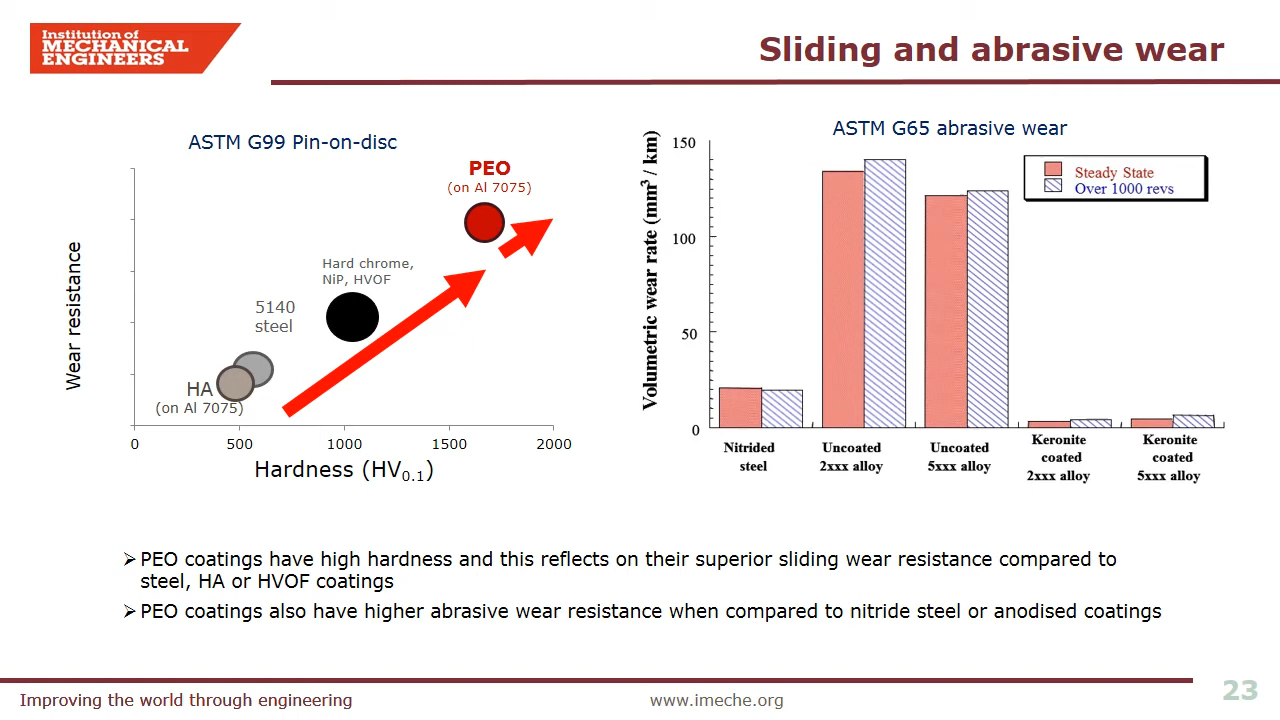 Institution of
MECHANICAL
ENGINEERS
Sliding and abrasive wear
ASTM G99 Pin-on-disc
PEO
(on Al 7075)
Hard chrome,
NiP, HVOF
5140
steel
HA
(on Al 7075)
Wear resistance
0
500
1000
1500
2000
Hardness (HV0.1)
ASTM G65 abrasive wear
Volumetric wear rate (mm3 / km)
150
100
50
0
Steady State
Over 1000 revs
Nitrided
steel
Uncoated
2xxx alloy
Uncoated
5xxx alloy
Keronite
coated
2xxx alloy
Keronite
coated
5xxx alloy
➢ PEO coatings have high hardness and this reflects on their superior sliding wear resistance compared to
steel, HA or HVOF coatings
➢ PEO coatings also have higher abrasive wear resistance when compared to nitride steel or anodised coatings
Improving the world through engineering
www.imeche.org
23